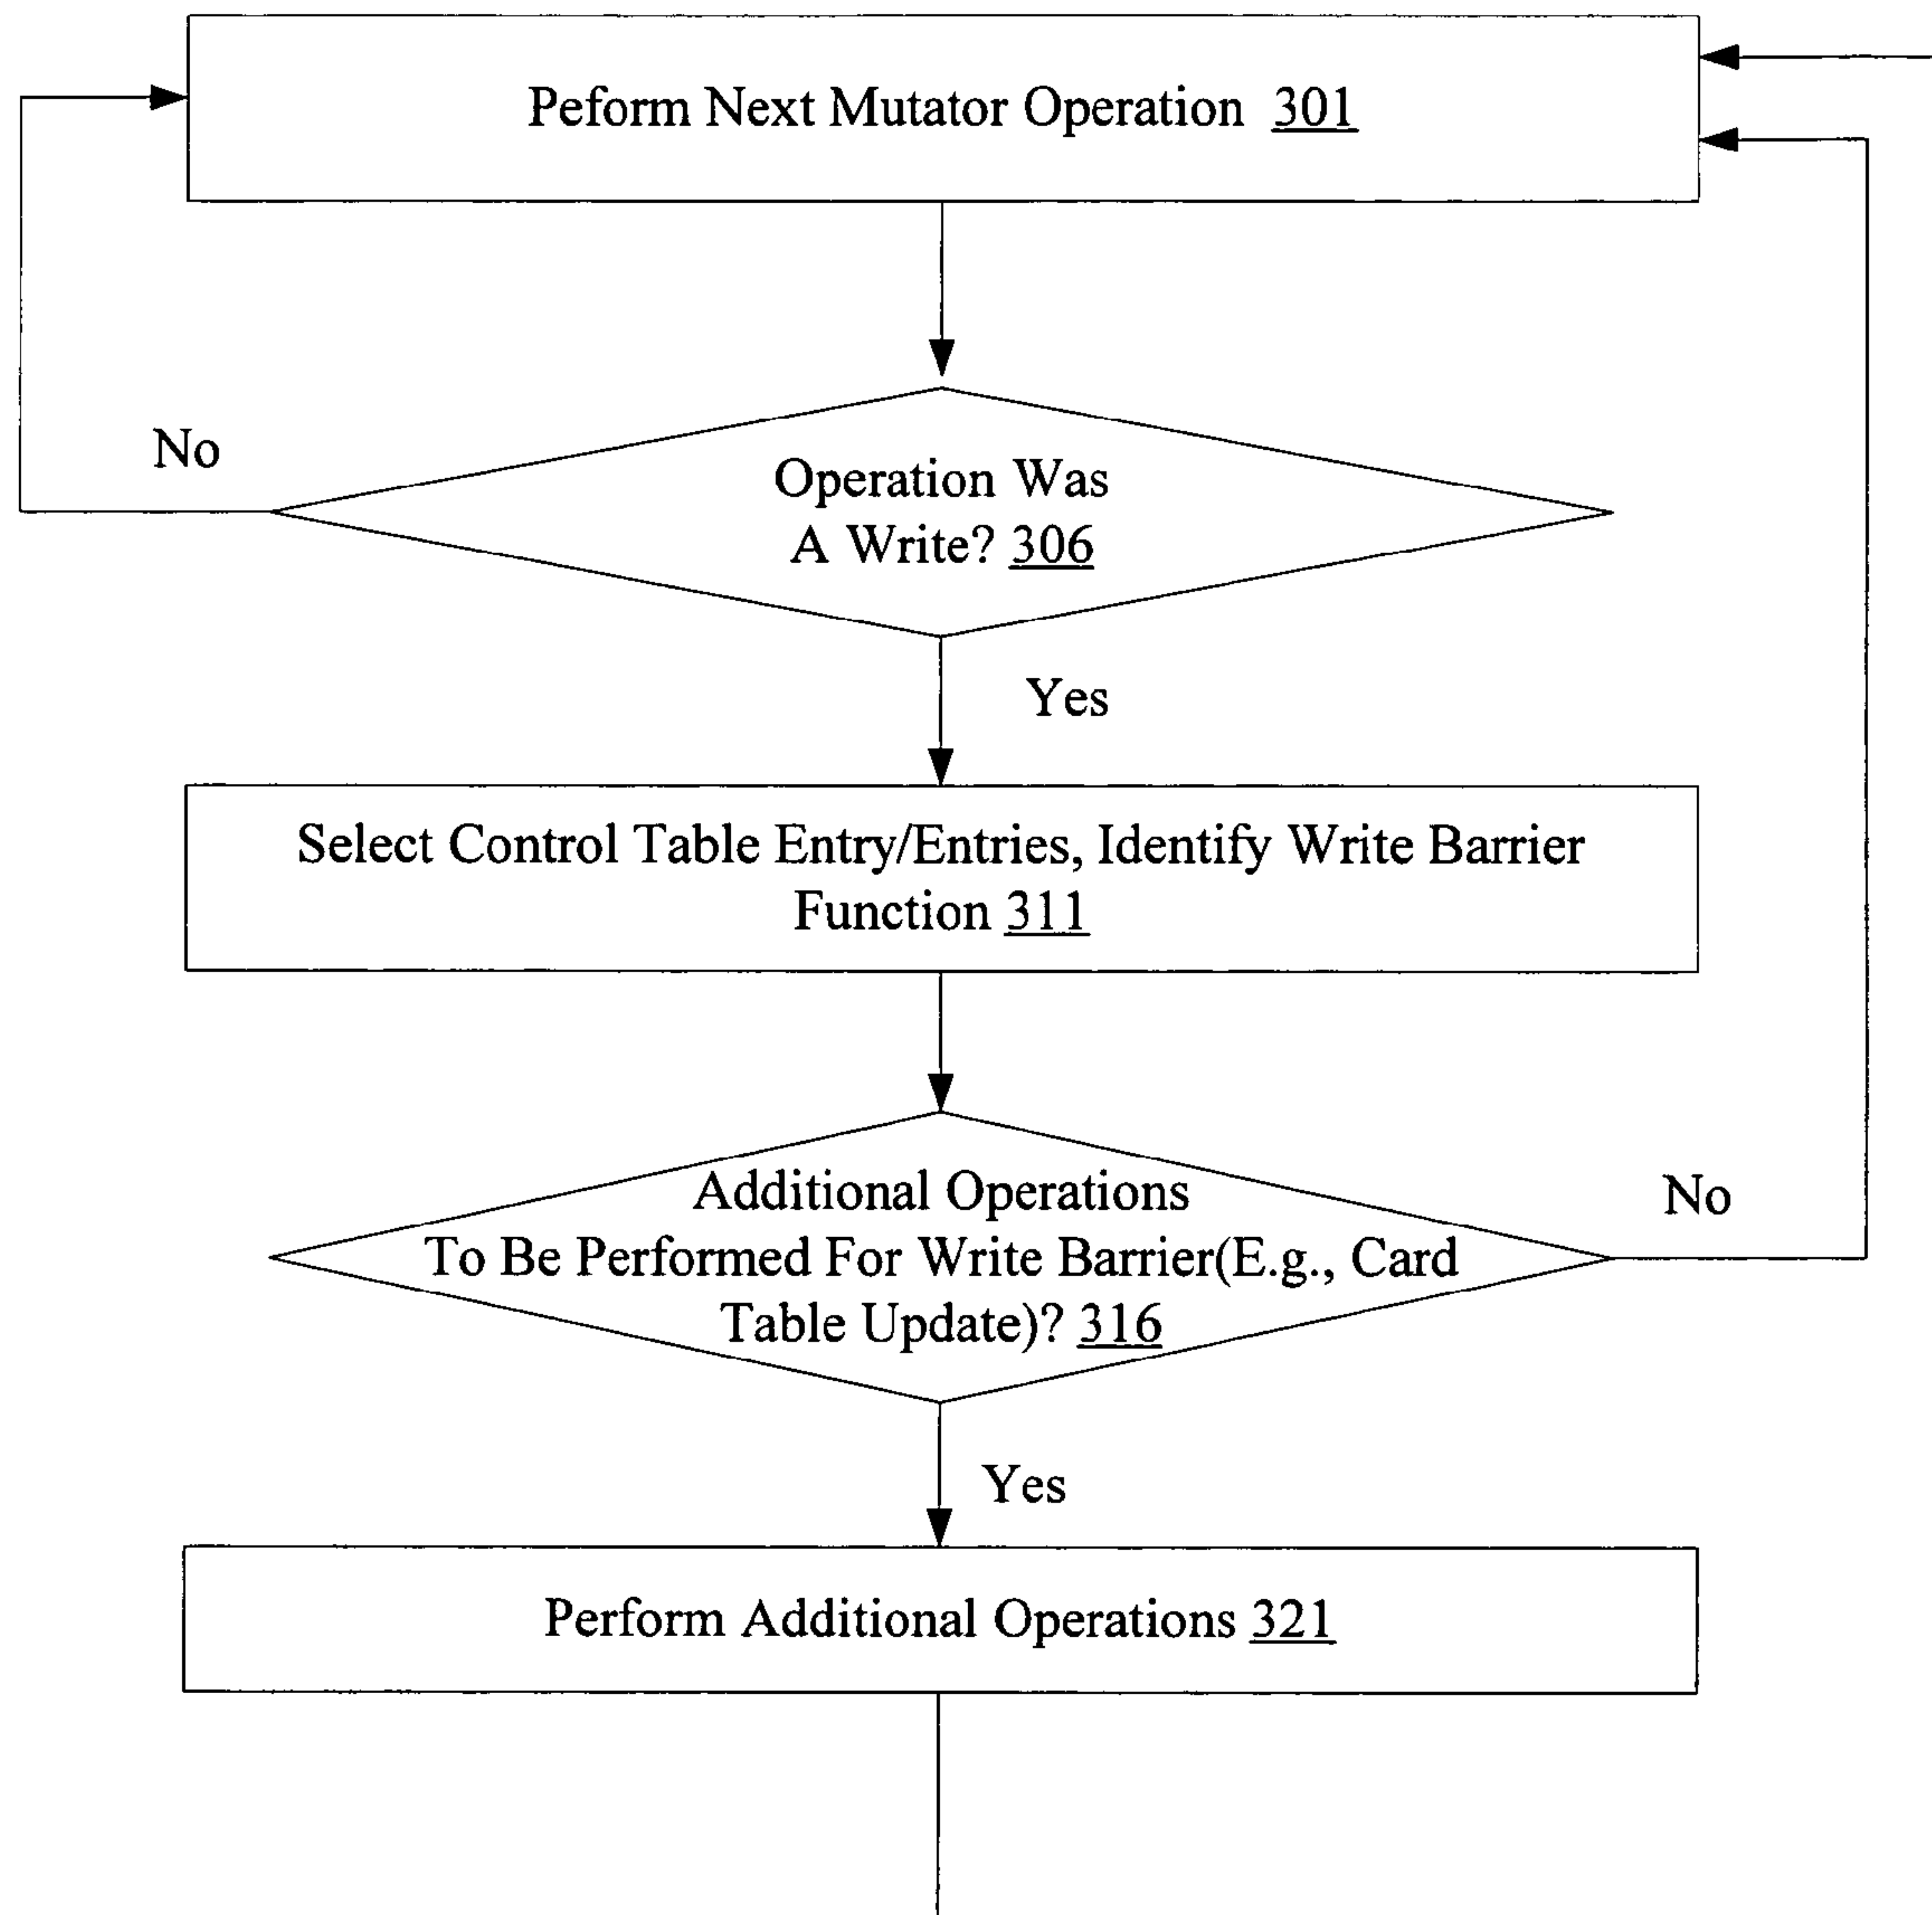 Peform Next Mutator Operation 301
No
Operation Was
A Write? 306
Yes
Select Control Table Entry/Entries, Identify Write Barrier
Function 311
Additional Operations
No
To Be Performed For Write Barrier(E.g., Card
Table Update)? 316
Yes
Perform Additional Operations 321